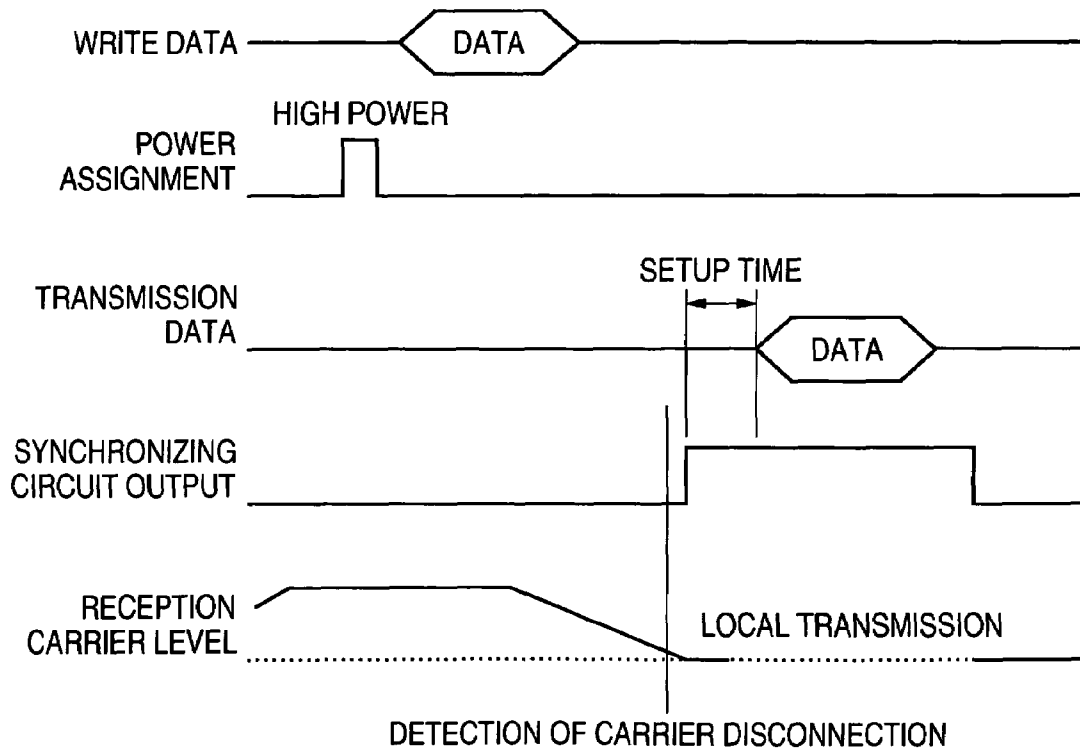 WRITE DATA
DATA
HIGH POWER
POWER
ASSIGNMENT
SETUP TIME
TRANSMISSION
DATA
DATA
SYNCHRONIZING
CIRCUIT OUTPUT
RECEPTION
CARRIER LEVEL
LOCAL TRANSMISSION
DETECTION OF CARRIER DISCONNECTION